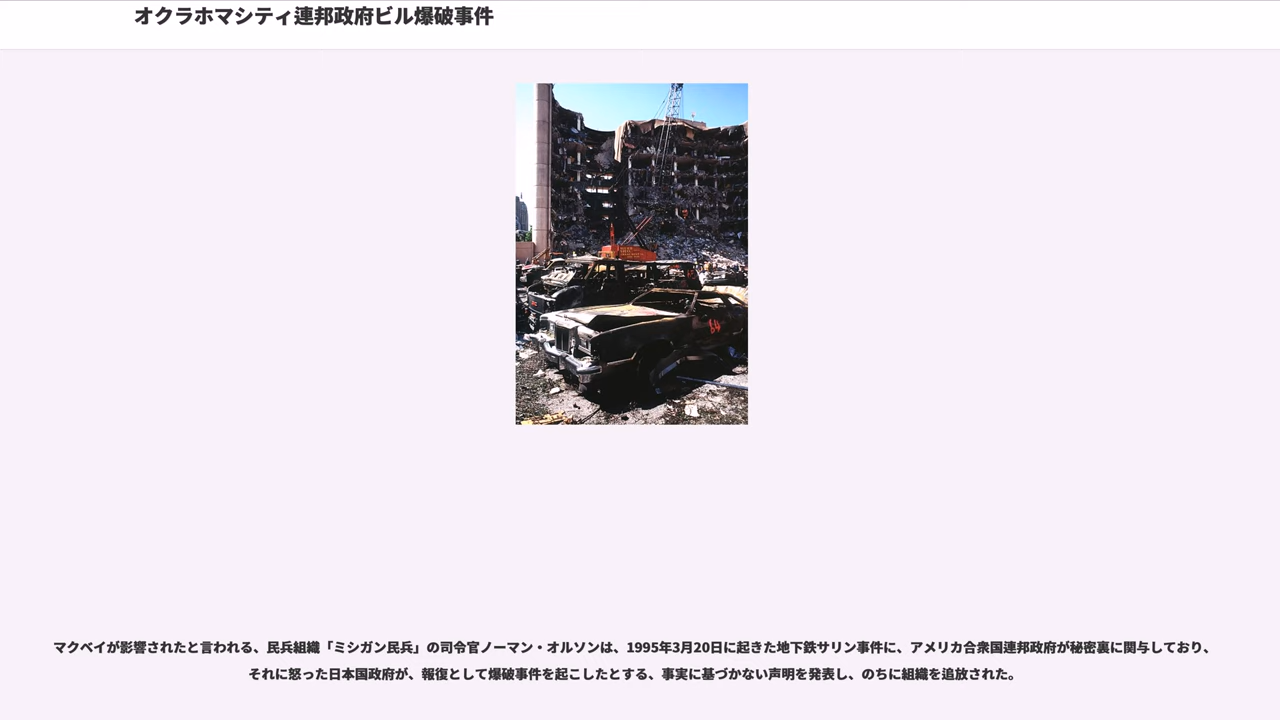 オクラホマシティ連邦政府ビル爆破事件
64
マクベイが影響されたと言われる、民兵組織「ミシガン民兵」の司令官ノーマン・オルソンは、1995年3月20日に起きた地下鉄サリン事件に、アメリカ合衆国連邦政府が秘密裏に関与しており、
それに怒った日本国政府が、報復として爆破事件を起こしたとする、事実に基づかない声明を発表し、のちに組織を追放された。